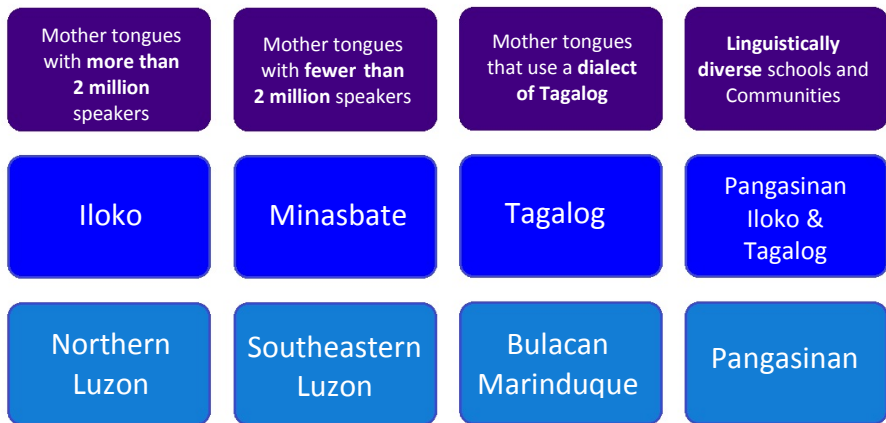 Mother tongues
with more than
2 million
speakers
Mother tongues
with fewer than
2 million speakers
Mother tongues
that use a dialect
of Tagalog
Linguistically
diverse schools and
Communities
Iloko
Minasbate
Tagalog
Pangasinan
Iloko &
Tagalog
Northern
Luzon
Southeastern
Luzon
Bulacan
Marinduque
Pangasinan